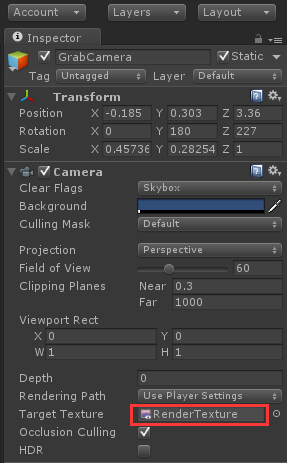 Account Layers Layout
Inspector
GrabCamera Static
Tag Untagged Layer Default
Transform
Position X -0.185 Y 0.303 Z 3.36
Rotation X 0 Y 180 Z 227
Scale X 0.45736 Y 0.28254 Z 1
Camera
Clear Flags Skybox
Background
Culling Mask Default
Projection Perspective
Field of View 60
Clipping Planes Near 0.3
Far 1000
Viewport Rect
X 0 Y 0
W 1 H 1
Depth 0
Rendering Path Use Player Settings
Target Texture RenderTexture
Occlusion Culling
HDR